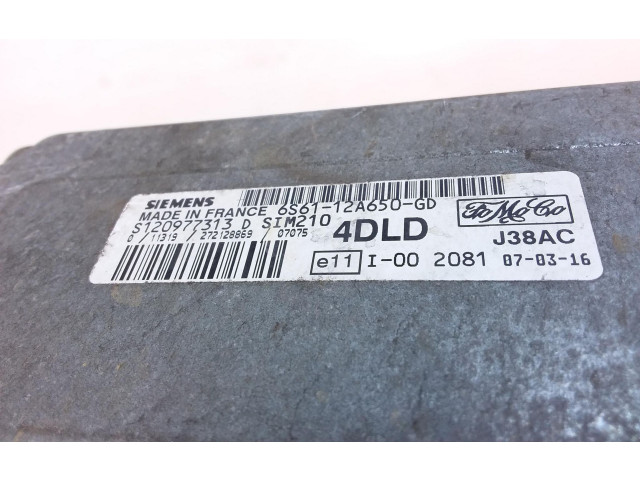 SIEMENS
MADE IN FRANCE 6S61-12A650-GD
S120977313 D SIM210
0 / 11319 / 272128869 / 07075
4DLD
FoMoCo
J38AC
e11 I-00 2081 07-03-16